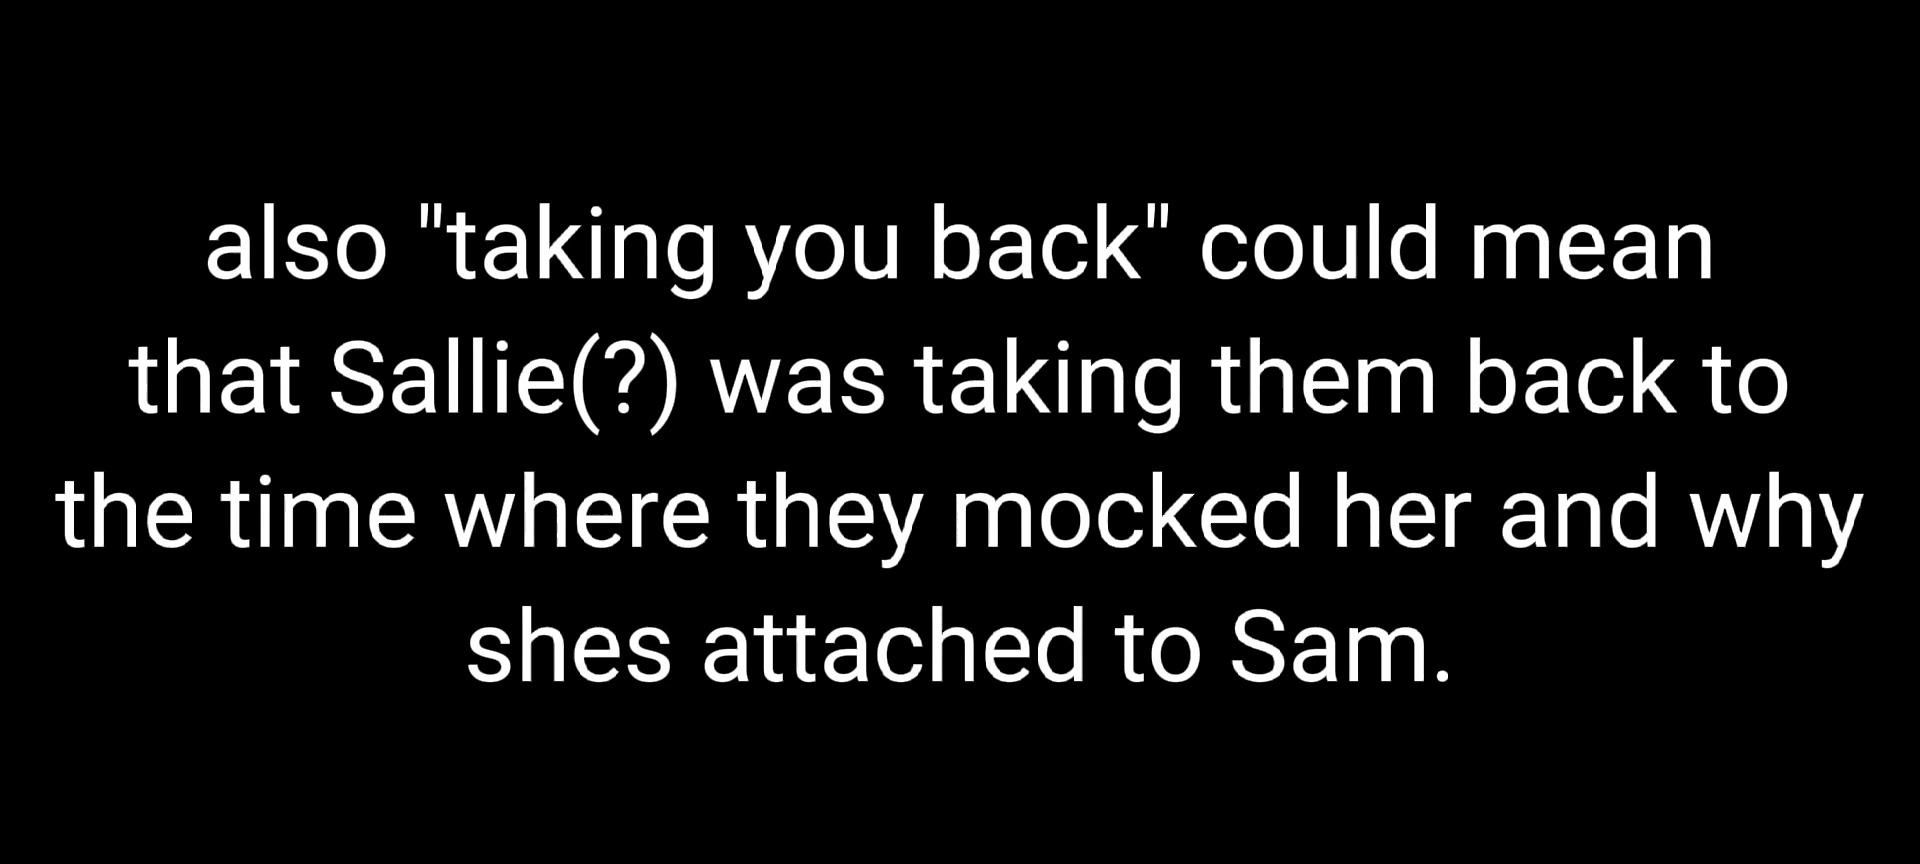 also "taking you back" could mean
that Sallie(?) was taking them back to
the time where they mocked her and why
shes attached to Sam.